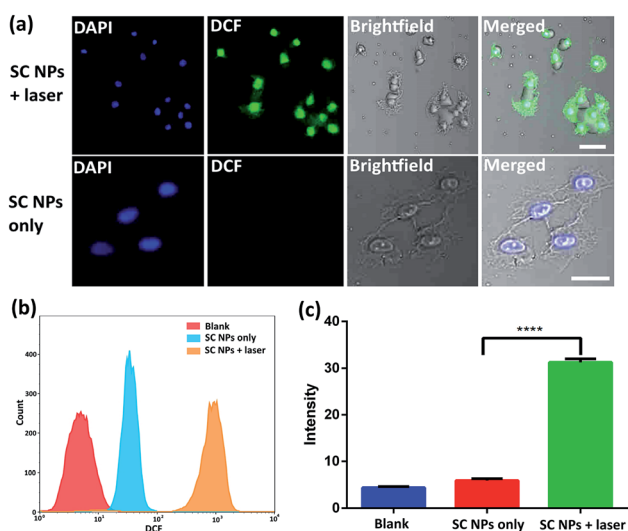 (a)
DAPI DCF Brightfield Merged
SC NPs
+ laser
DAPI DCF Brightfield Merged
SC NPs
only
(b)
Blank
SC NPs only
SC NPs + laser
400
300
200
100
0
Count
10⁰ 10¹ 10² 10³ 10⁴
DCF
(c)
****
40
30
20
10
0
Intensity
Blank SC NPs only SC NPs + laser